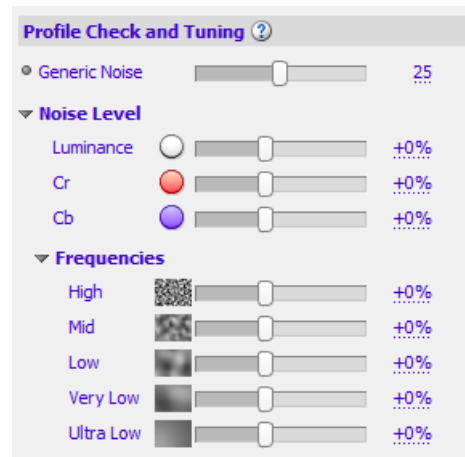 Profile Check and Tuning ?
Generic Noise 25
Noise Level
Luminance +0%
Cr +0%
Cb +0%
Frequencies
High +0%
Mid +0%
Low +0%
Very Low +0%
Ultra Low +0%